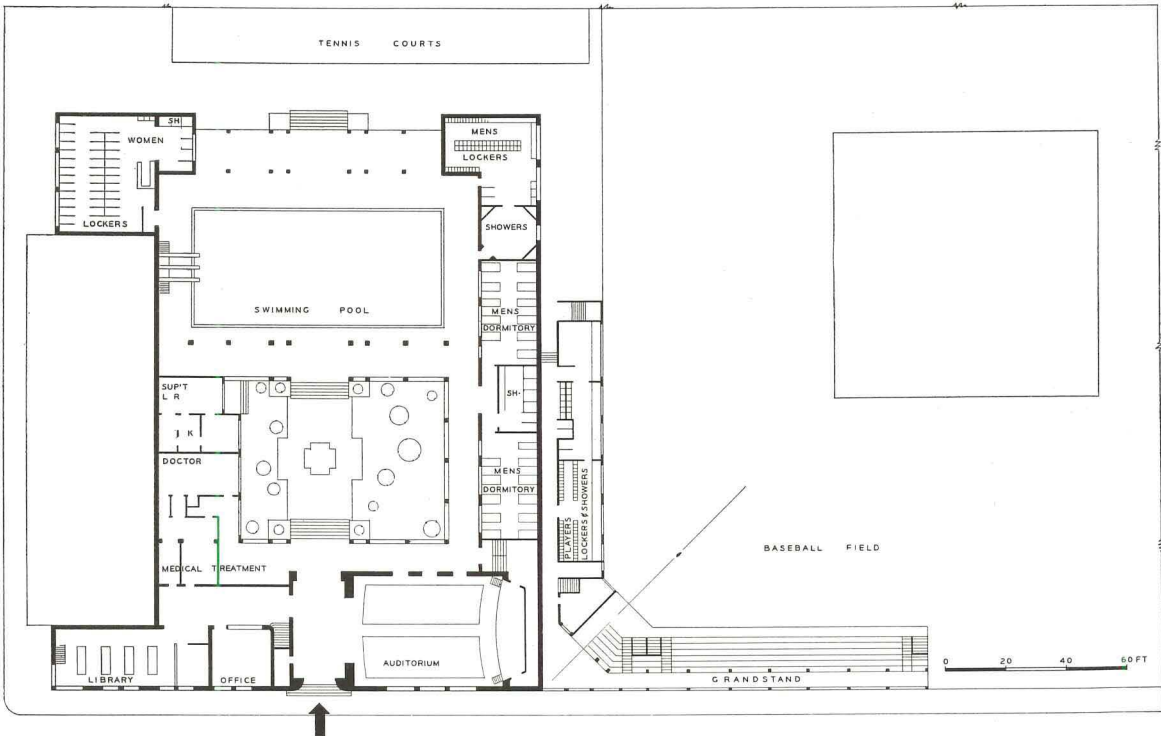 TENNIS COURTS
SH
WOMEN
LOCKERS
MENS
LOCKERS
SHOWERS
SWIMMING POOL
MENS
DORMITORY
SUP'T
L R
K
SH-
DOCTOR
MENS
DORMITORY
PLAYERS
LOCKERS & SHOWERS
MEDICAL TREATMENT
BASEBALL FIELD
AUDITORIUM
LIBRARY
OFFICE
GRANDSTAND
0 20 40 60 FT